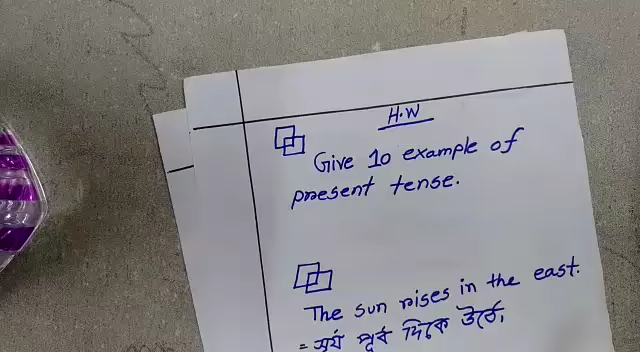 H.W
Give 10 example of
present tense.
The sun rises in the east.
= সূর্য পূর্ব দিকে উঠে।